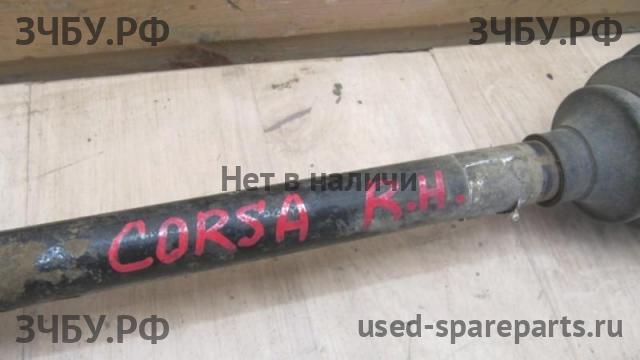 ЗЧБУ.РФ ЗЧБУ.РФ
Нет в наличи
CORSA R.H.
ЗЧБУ.РФ used-spareparts.ru